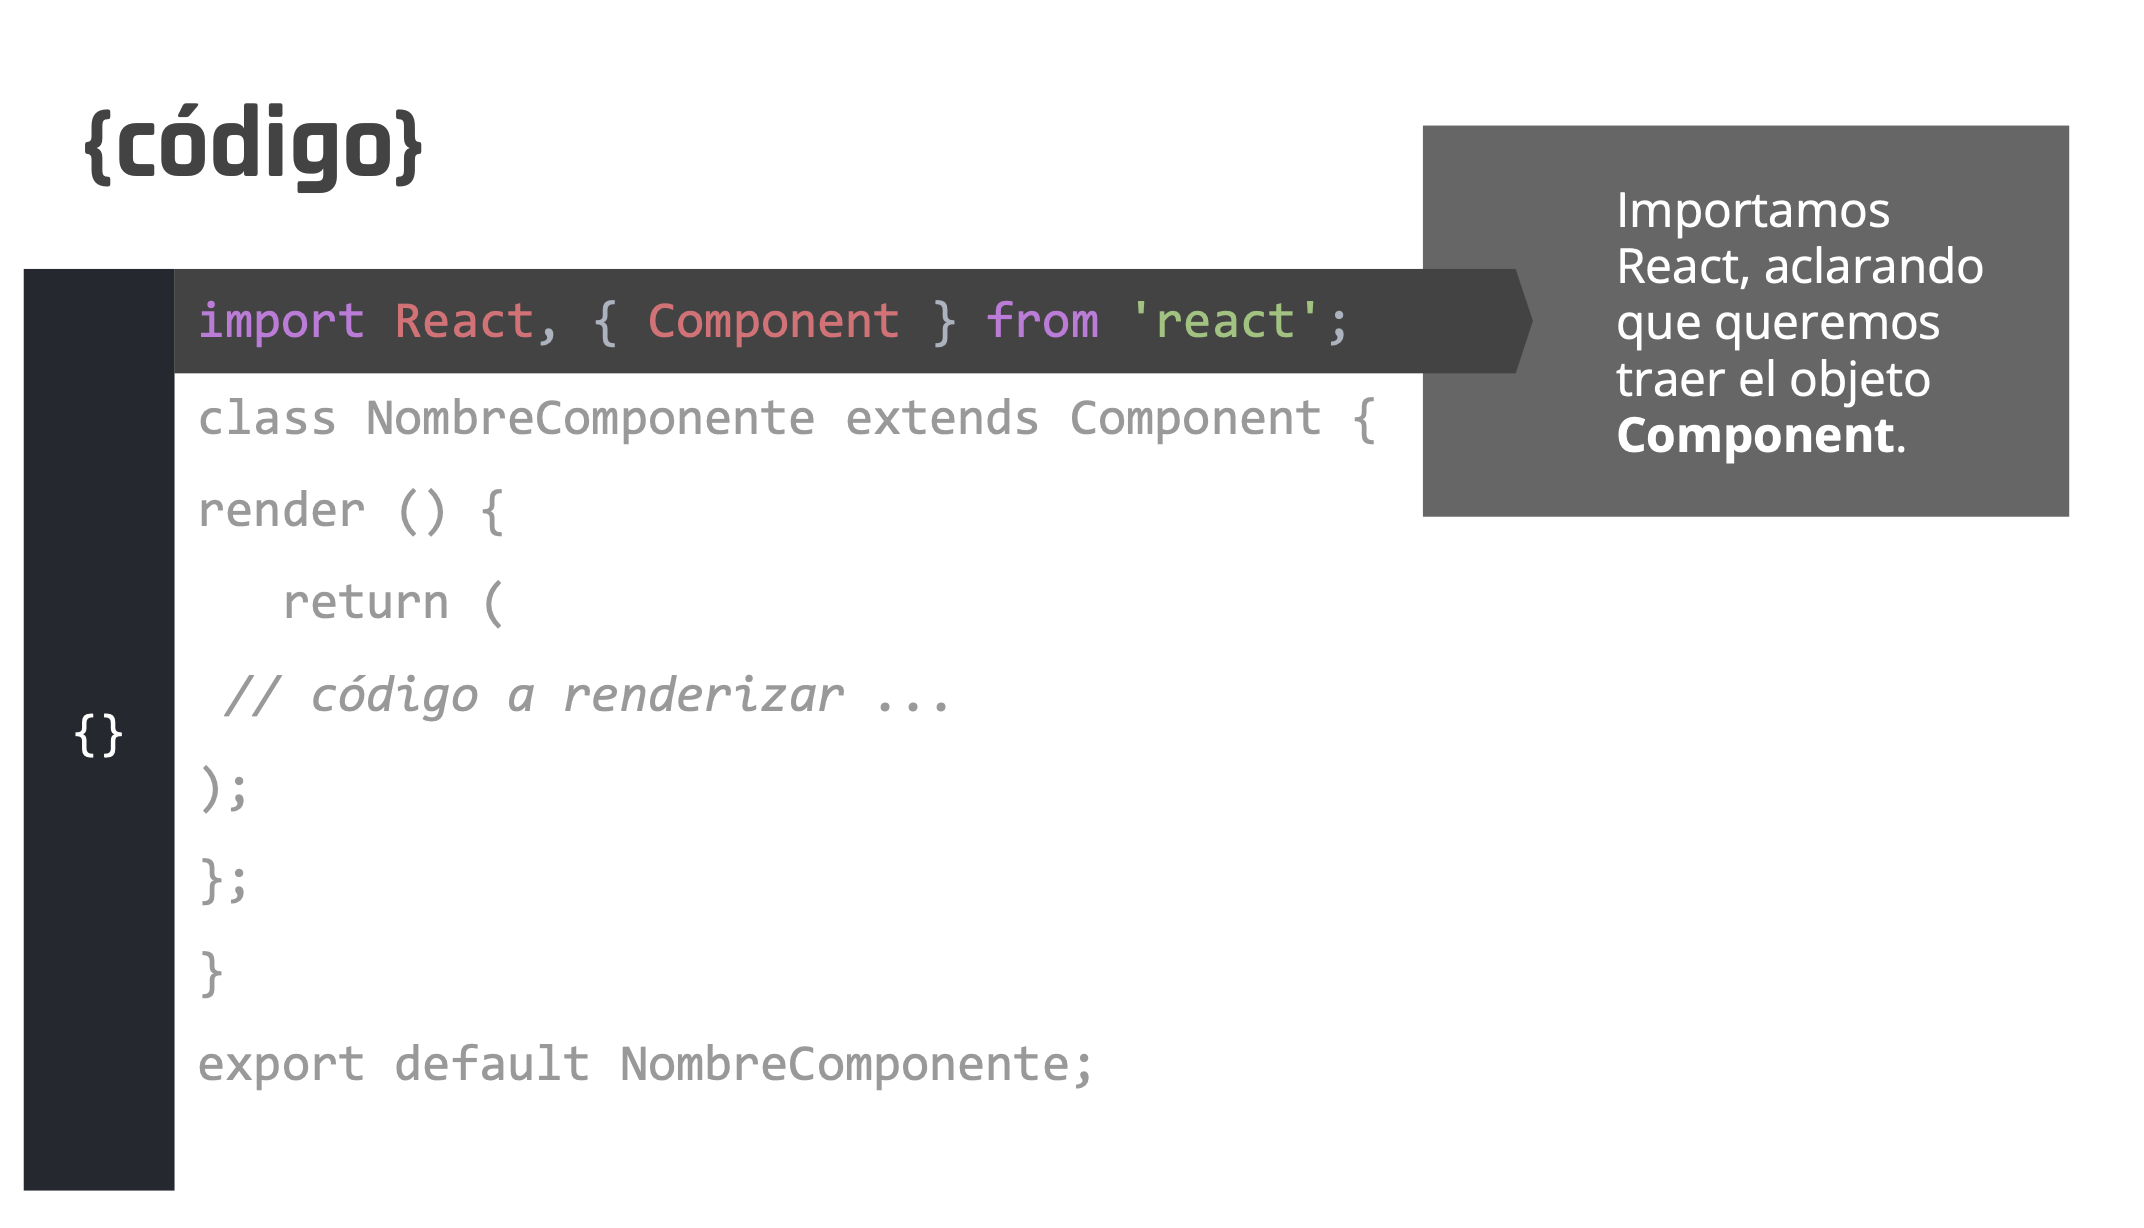 {código}
import React, { Component } from 'react';
class NombreComponente extends Component {
render () {
   return (
 // código a renderizar ...
);
};
}
export default NombreComponente;
{}
Importamos
React, aclarando
que queremos
traer el objeto
Component.